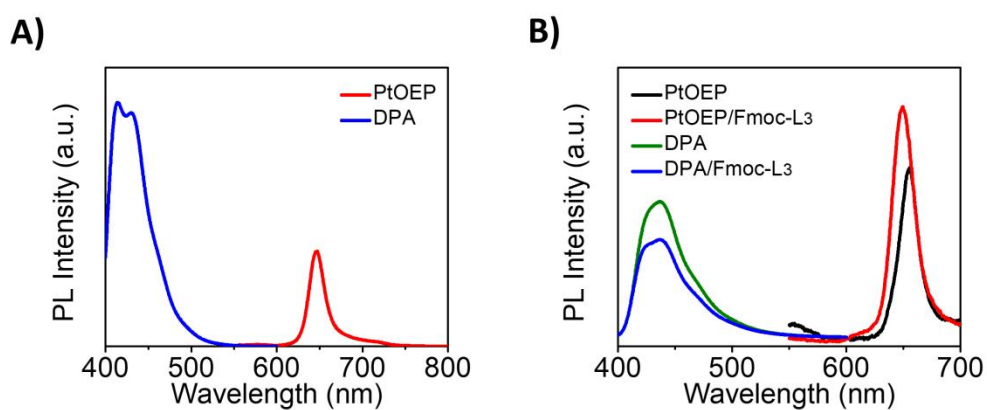 A)
PL Intensity (a.u.)
PtOEP
DPA
400 500 600 700 800
Wavelength (nm)
B)
PL Intensity (a.u.)
PtOEP
PtOEP/Fmoc-L3
DPA
DPA/Fmoc-L3
400 500 600 700
Wavelength (nm)